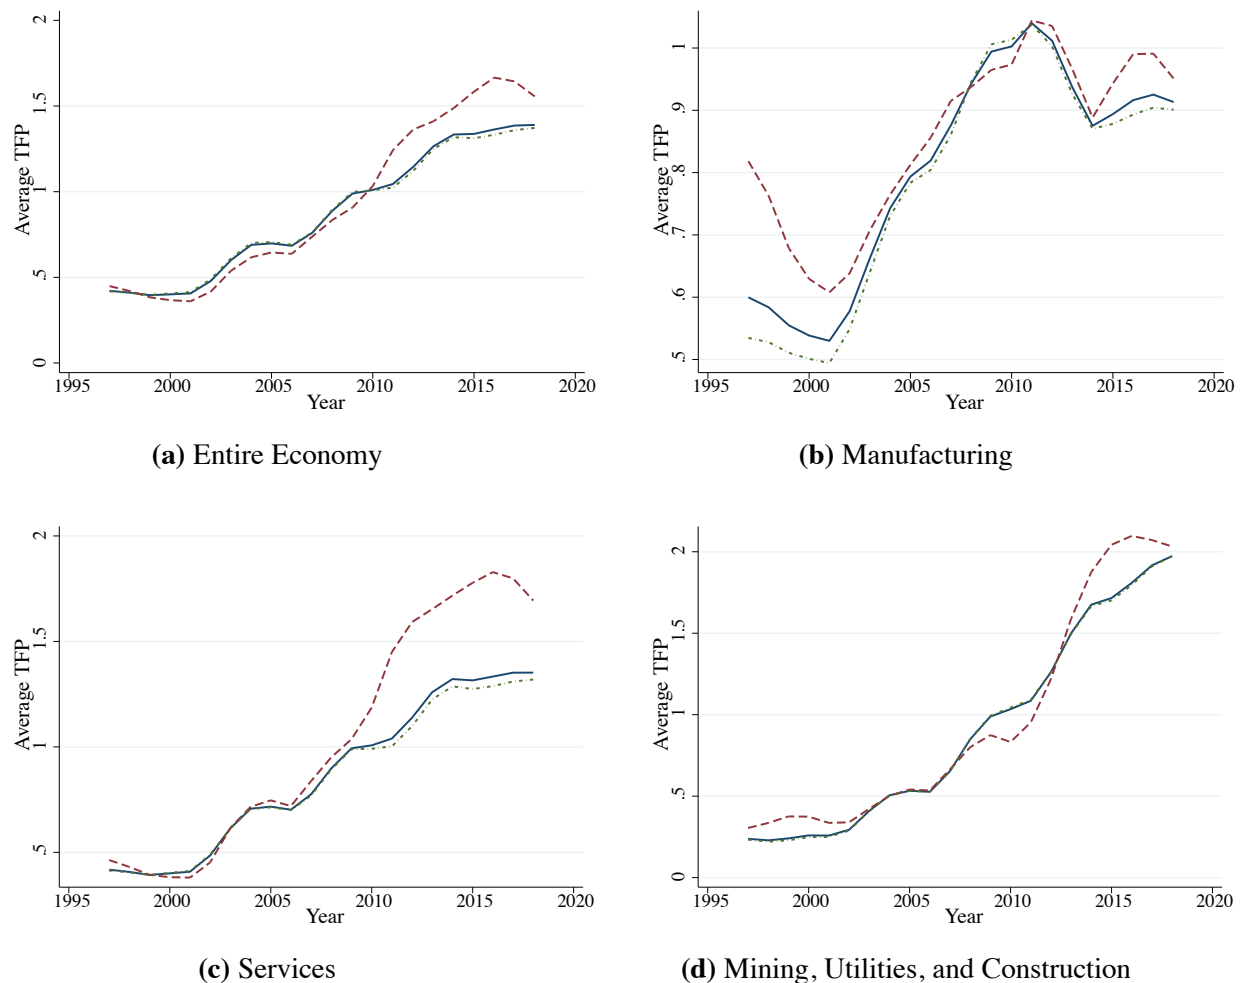 2
1.5
1
.5
0
Average TFP
1995 2000 2005 2010 2015 2020
Year
(a) Entire Economy
1
.9
.8
.7
.6
.5
Average TFP
1995 2000 2005 2010 2015 2020
Year
(b) Manufacturing
2
1.5
1
.5
Average TFP
1995 2000 2005 2010 2015 2020
Year
(c) Services
2
1.5
1
.5
0
Average TFP
1995 2000 2005 2010 2015 2020
Year
(d) Mining, Utilities, and Construction